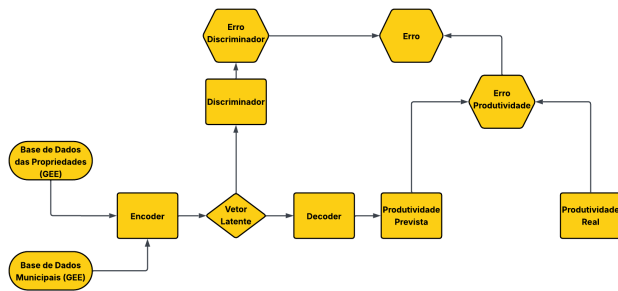 Erro
Discriminador
Erro
Discriminador
Erro
Produtividade
Base de Dados
das Propriedades
(GEE)
Encoder
Vetor
Latente
Decoder
Produtividade
Prevista
Produtividade
Real
Base de Dados
Municipais (GEE)